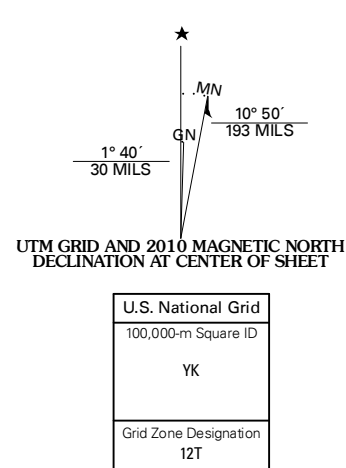 MN
10° 50´
193 MILS
GN
1° 40´
30 MILS
UTM GRID AND 2010 MAGNETIC NORTH
DECLINATION AT CENTER OF SHEET
U.S. National Grid
100,000-m Square ID
YK
Grid Zone Designation
12T